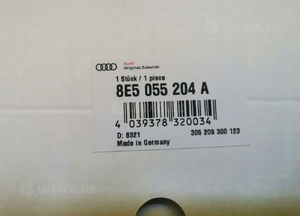 Audi
Original Zubehör
1 Stück / 1 piece
8E5 055 204 A
4 039378 320034
D: 6321
305 209 300 123
Made in Germany